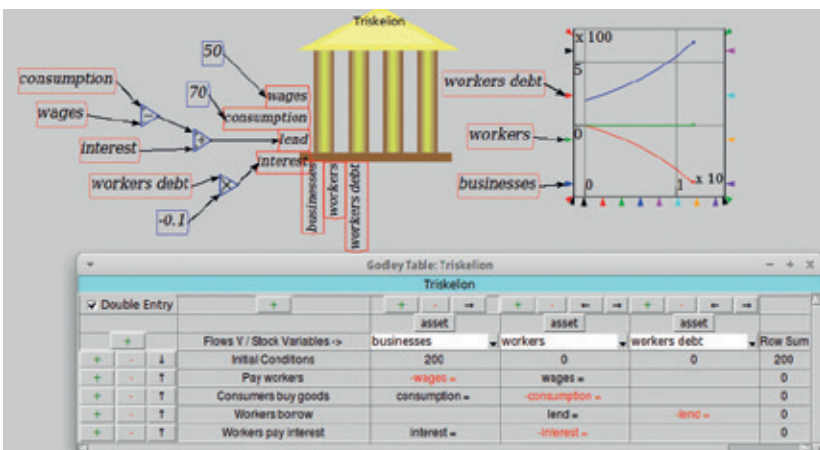 Triskelion
50
consumption
70
wages
wages
consumption
interest
lend
interest
workers debt
-0.1
businesses
workers
workers debt
x 100
5
0
0
1
x 10
workers debt
workers
businesses
Godley Table: Triskelion
Triskelion
Double Entry + + - → + - ← → + - ← →
asset asset asset
+ Flows V / Stock Variables -> businesses workers workers debt Row Sum
+ - ↓ Initial Conditons 200 0 0 200
+ - ↑ Pay workers -wages = wages = 0
+ - ↑ Consumers buy goods consumption = -consumption = 0
+ - ↑ Workers borrow lend = -lend = 0
+ - ↑ Workers pay interest interest = -interest = 0